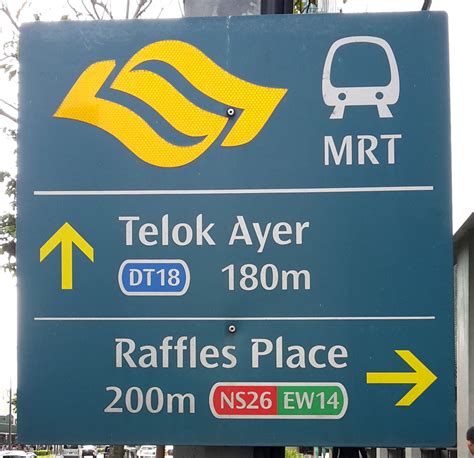 MRT
Telok Ayer
DT18 180m
Raffles Place
200m NS26 EW14